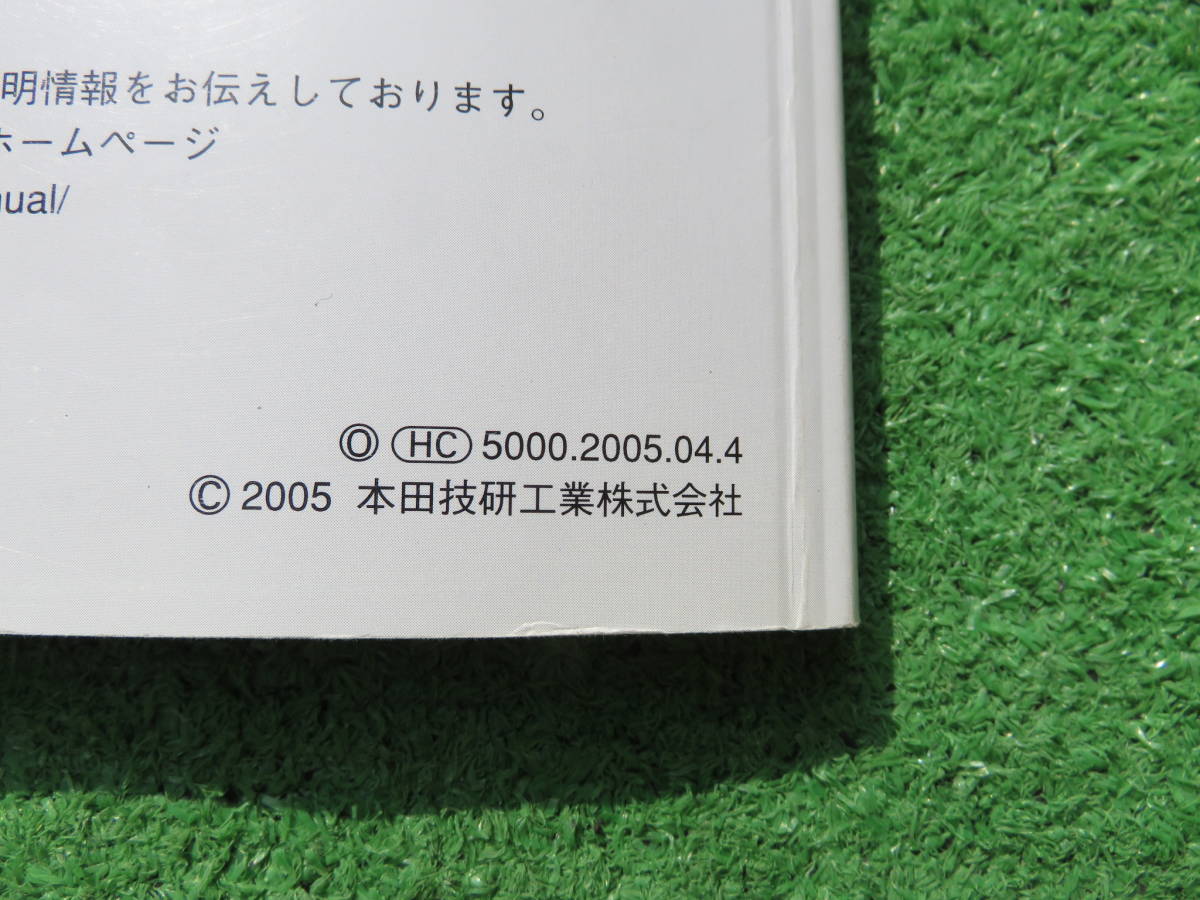 明情報をお伝えしております。
ホームページ
nual/
Ⓞ HC 5000.2005.04.4
© 2005 本田技研工業株式会社